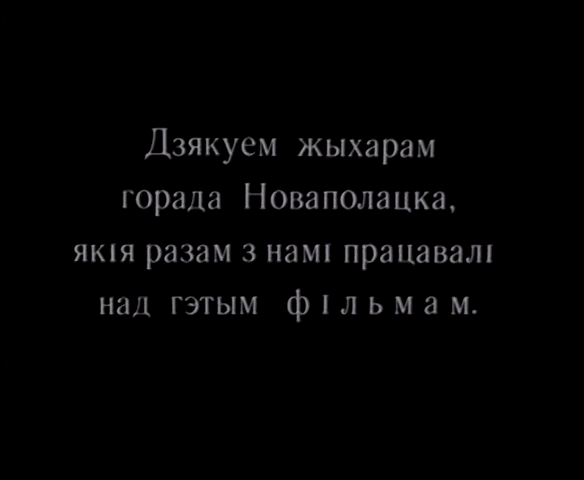 Дзякуем жыхарам
горада Новаполацка,
якія разам з намі працавалі
над гэтым фільмам.